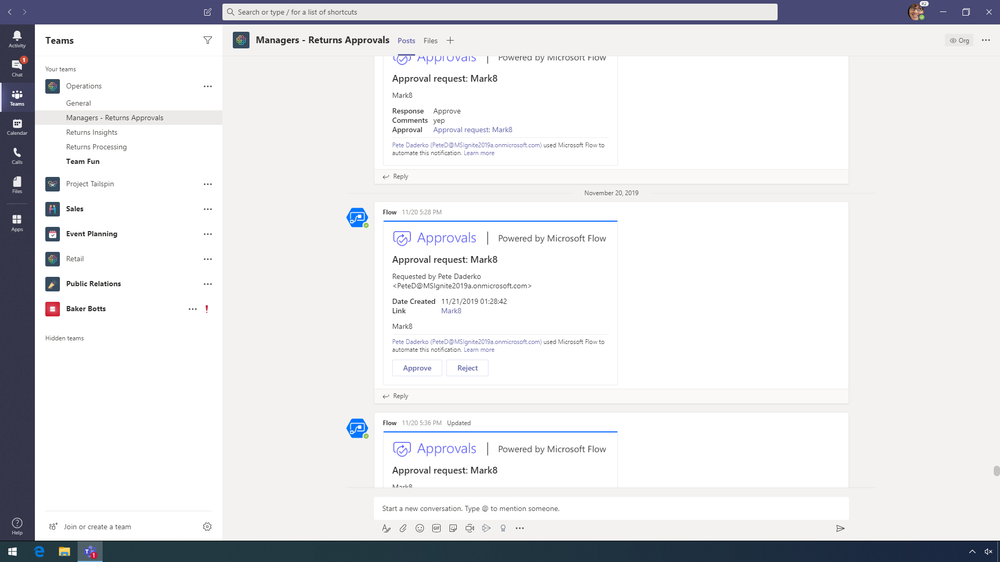 Search or type / for a list of shortcuts
R2
Activity
1
Chat
Teams
Calendar
Calls
Files
Apps
Help
Teams
Your teams
Operations
General
Managers - Returns Approvals
Returns Insights
Returns Processing
Team Fun
Project Tailspin
Sales
Event Planning
Retail
Public Relations
Baker Botts
Hidden teams
Join or create a team
Managers - Returns Approvals Posts Files
Org
Approvals | Powered by Microsoft Flow
Approval request: Mark8
Mark8
Response Approve
Comments yep
Approval Approval request: Mark8
Pete Daderko (PeteD@MSIgnite2019a.onmicrosoft.com) used Microsoft Flow to
automate this notification. Learn more
Reply
November 20, 2019
Flow 11/20 5:28 PM
Approvals | Powered by Microsoft Flow
Approval request: Mark8
Requested by Pete Daderko
<PeteD@MSIgnite2019a.onmicrosoft.com>
Date Created 11/21/2019 01:28:42
Link Mark8
Mark8
Pete Daderko (PeteD@MSIgnite2019a.onmicrosoft.com) used Microsoft Flow to
automate this notification. Learn more
Approve Reject
Reply
Flow 11/20 5:36 PM Updated
Approvals | Powered by Microsoft Flow
Approval request: Mark8
Mark8
Start a new conversation. Type @ to mention someone.
GIF
T 1